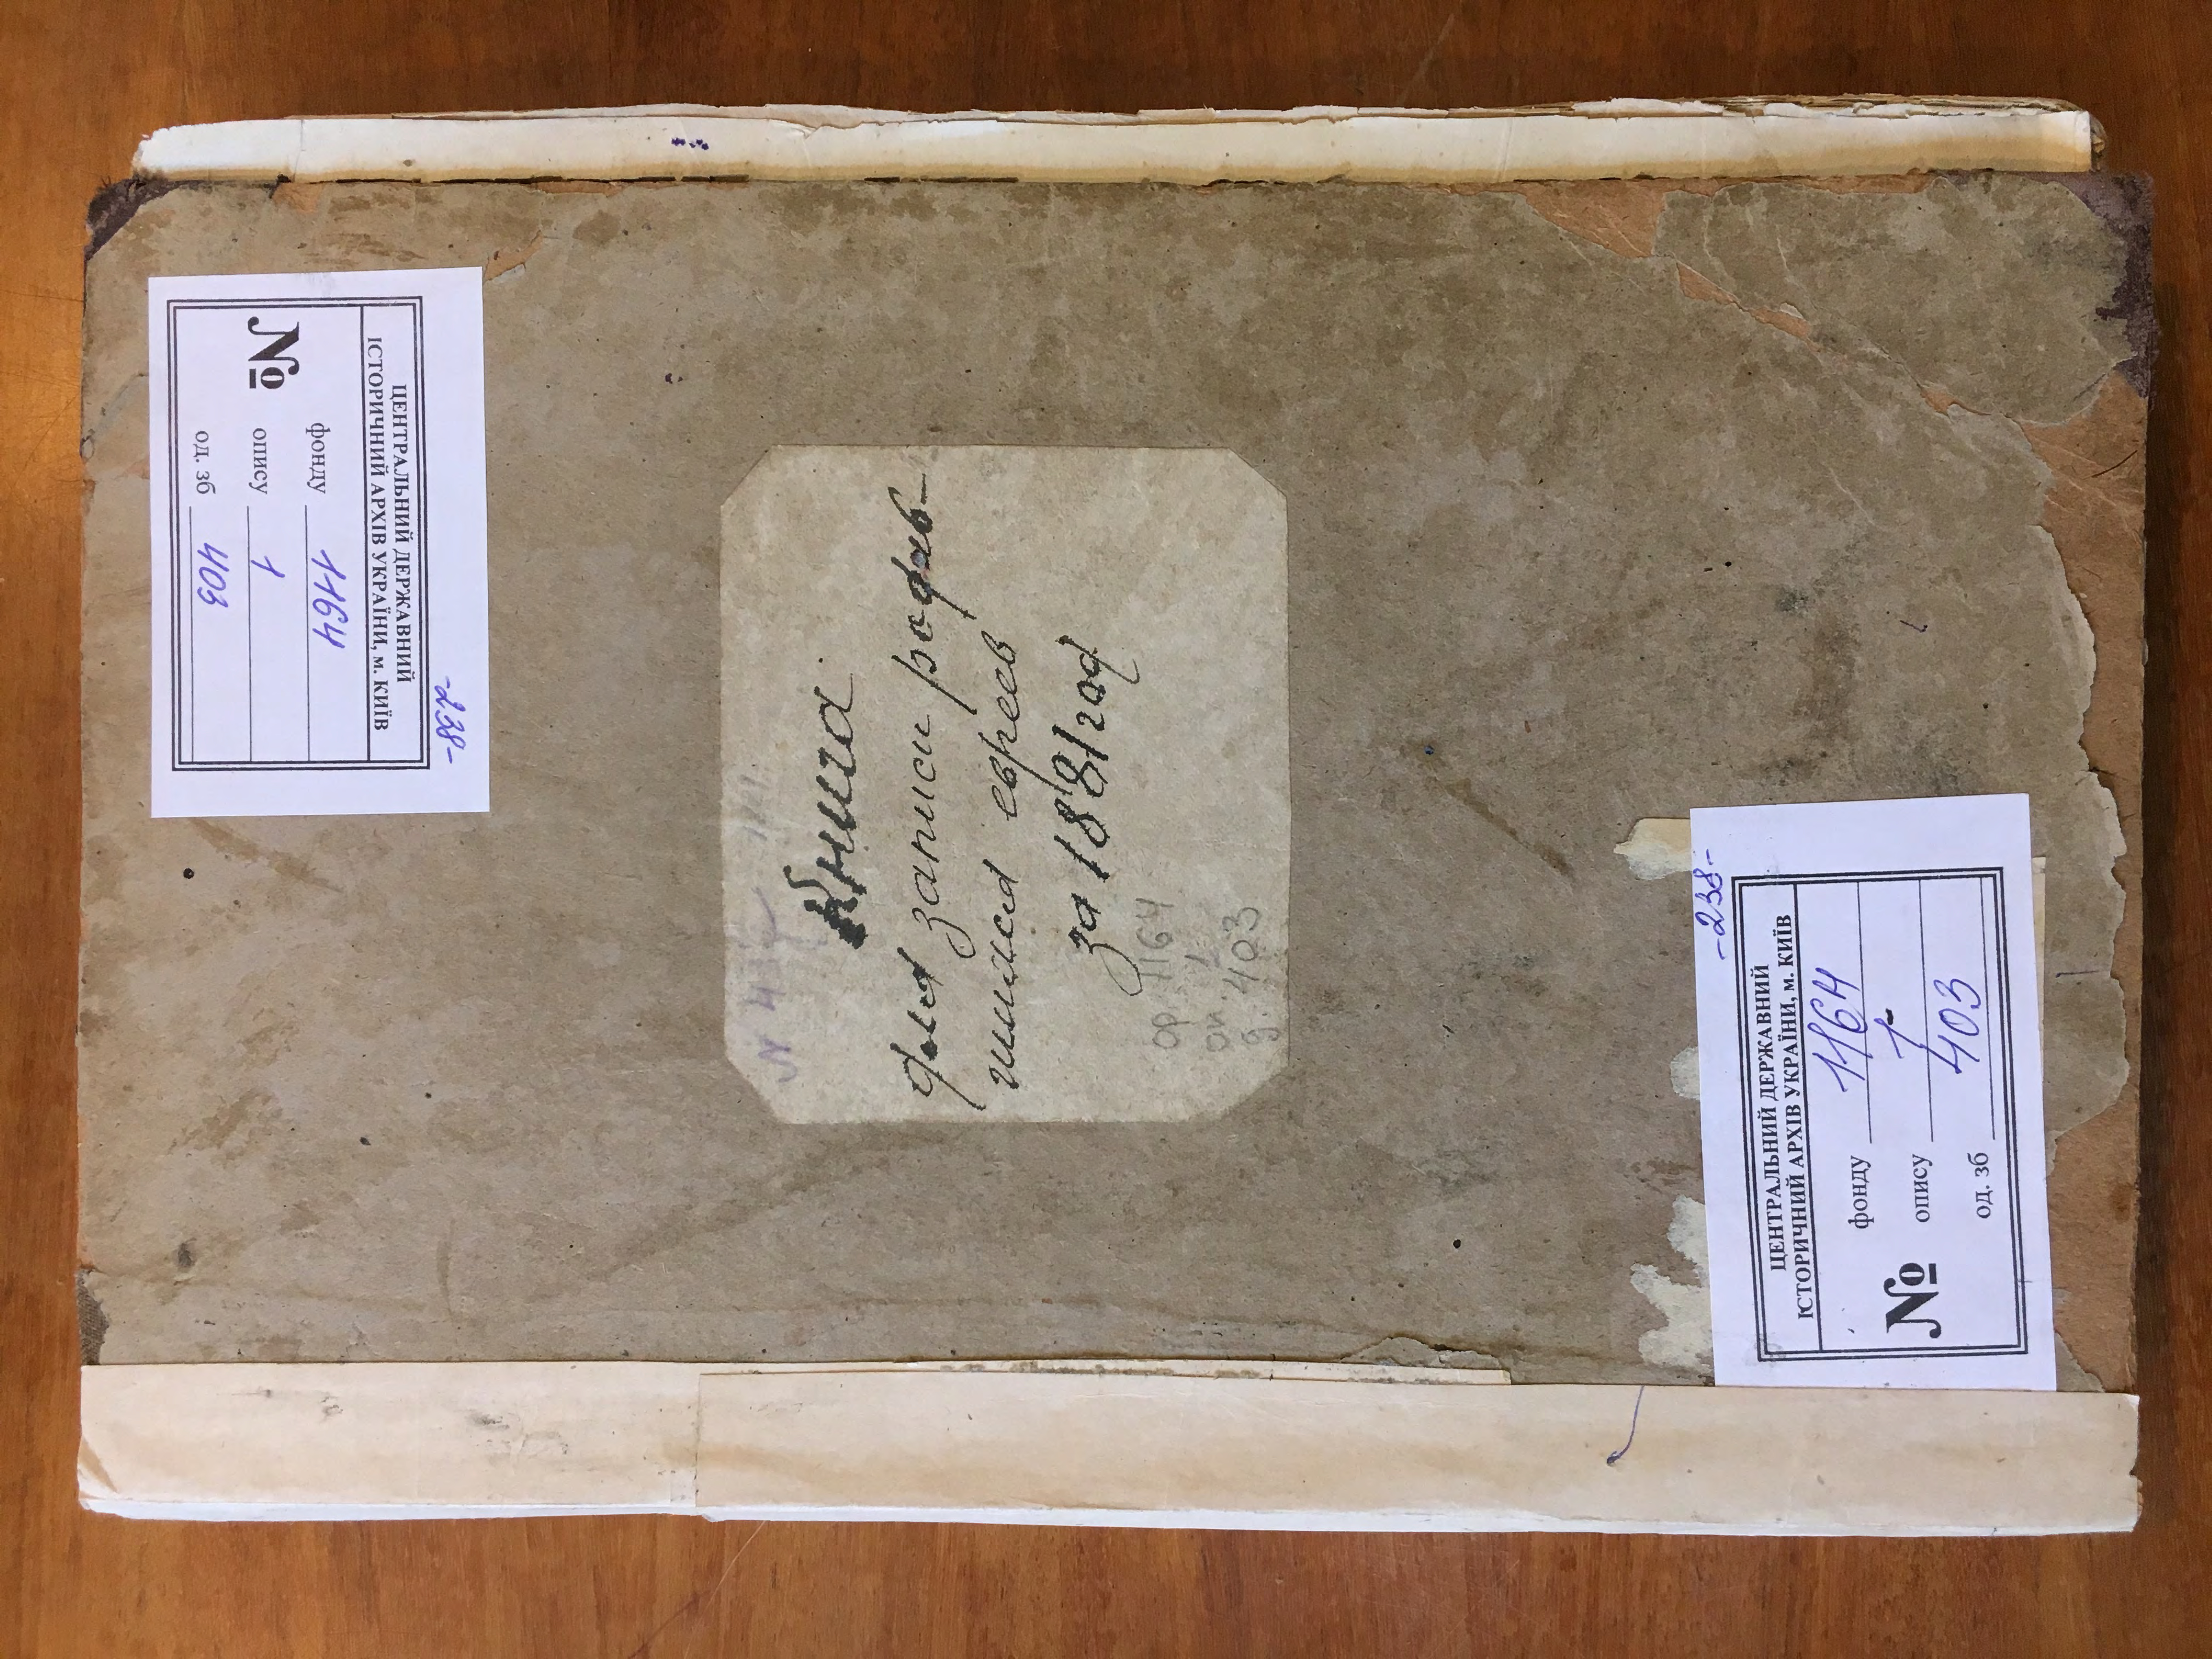 ЦЕНТРАЛЬНИЙ ДЕРЖАВНИЙ
ІСТОРИЧНИЙ АРХІВ УКРАЇНИ, м. КИЇВ
№
фонду 1164
опису 1
од. зб 403
-238-
Книга
для записи родив-
шихся евреев
за 1881 год
ф 1164
оп 1
д. 403
-238-
ЦЕНТРАЛЬНИЙ ДЕРЖАВНИЙ
ІСТОРИЧНИЙ АРХІВ УКРАЇНИ, м. КИЇВ
№
фонду 1164
опису 1
од. зб 403